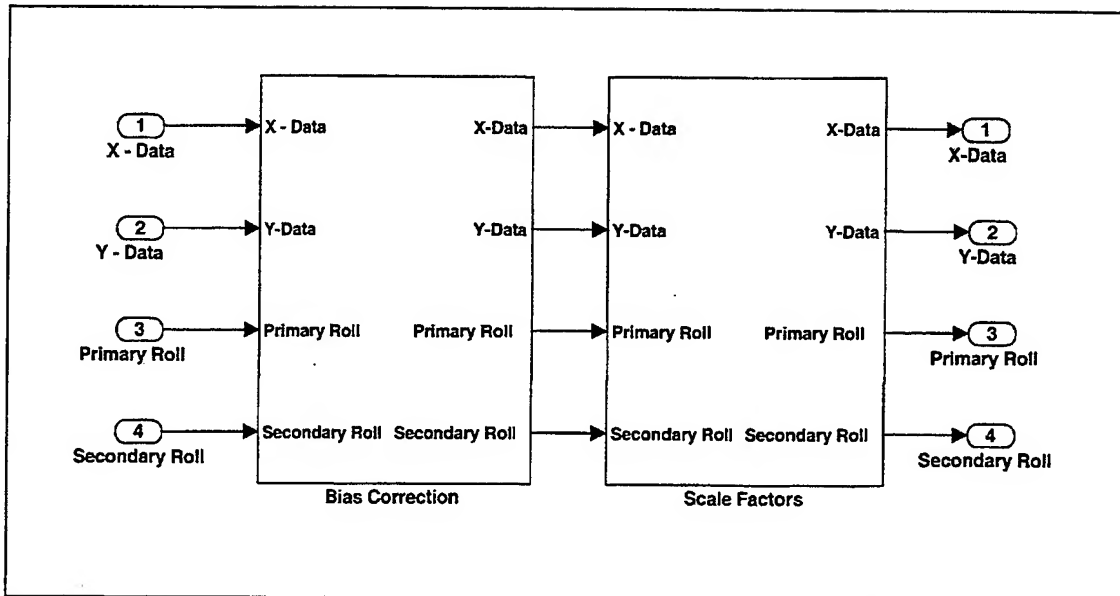 1
X - Data
X - Data
X-Data
X - Data
X-Data
1
X-Data
2
Y - Data
Y-Data
Y-Data
Y-Data
Y-Data
2
Y-Data
3
Primary Roll
Primary Roll
Primary Roll
Primary Roll
Primary Roll
3
Primary Roll
4
Secondary Roll
Secondary Roll
Secondary Roll
Secondary Roll
Secondary Roll
4
Secondary Roll
Bias Correction
Scale Factors